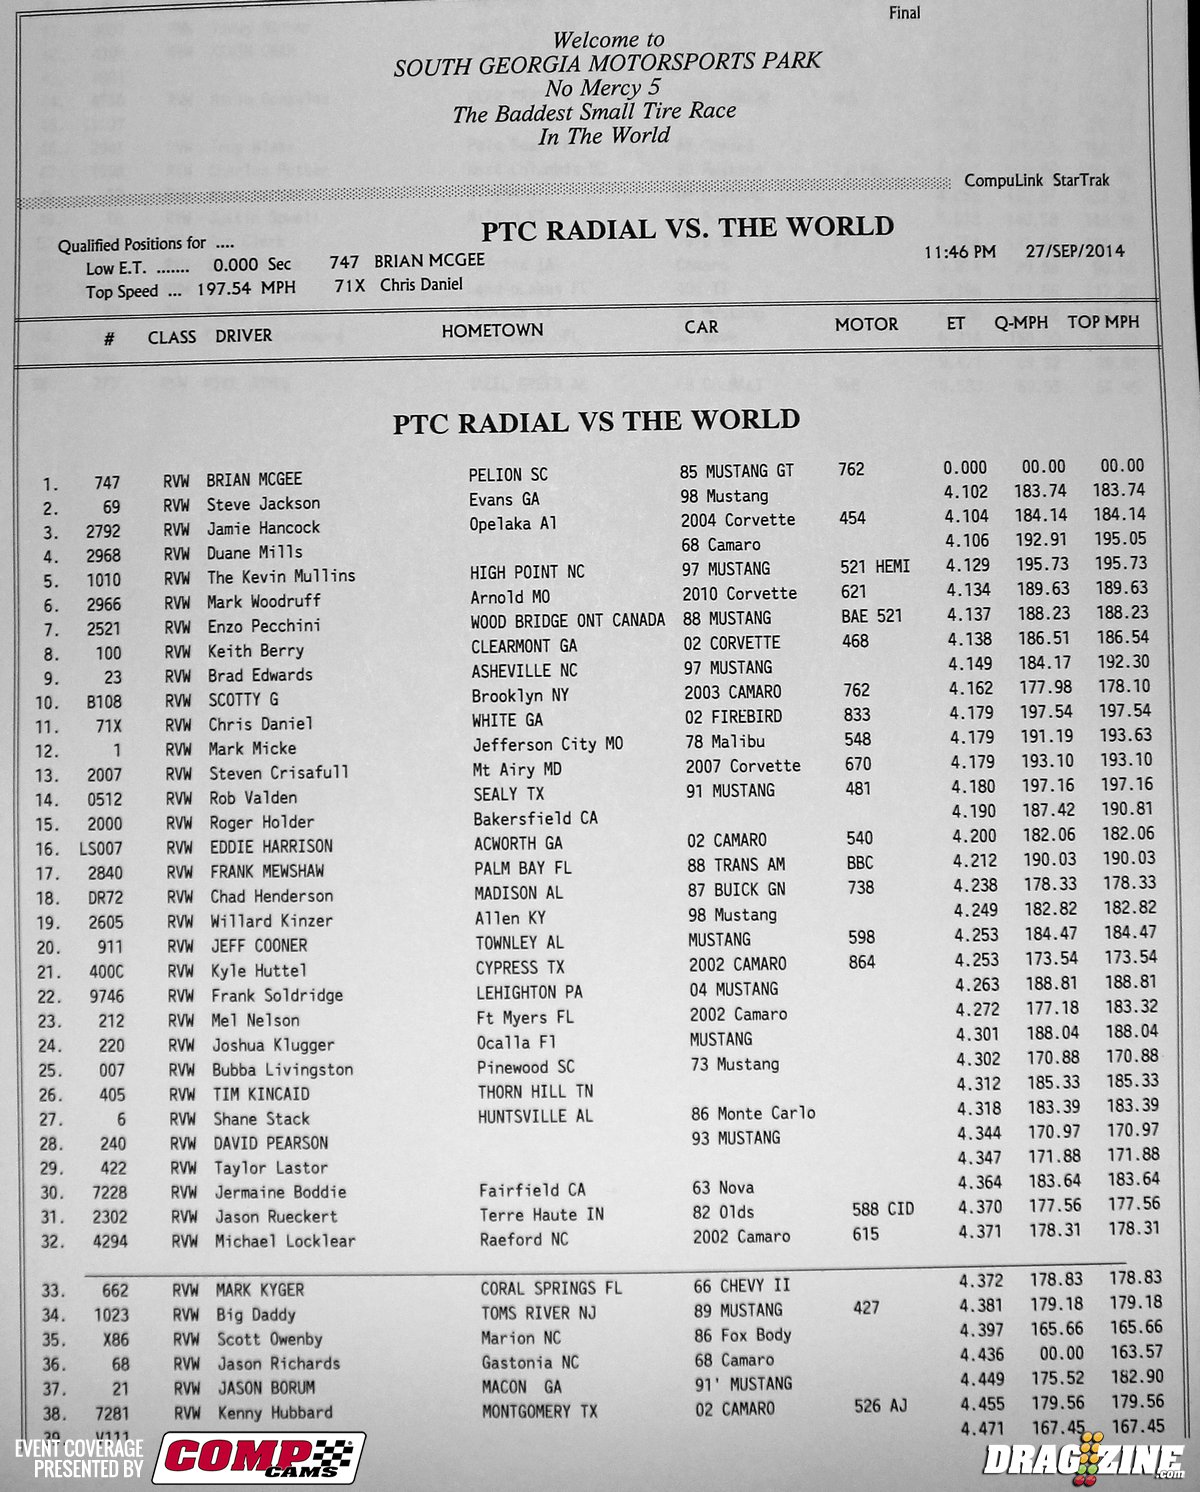 Final
Welcome to
SOUTH GEORGIA MOTORSPORTS PARK
No Mercy 5
The Baddest Small Tire Race
In The World
CompuLink StarTrak
PTC RADIAL VS. THE WORLD
Qualified Positions for ....
Low E.T. ....... 0.000 Sec 747 BRIAN MCGEE 11:46 PM 27/SEP/2014
Top Speed ... 197.54 MPH 71X Chris Daniel
# CLASS DRIVER HOMETOWN CAR MOTOR ET Q-MPH TOP MPH
PTC RADIAL VS THE WORLD
1. 747 RVW BRIAN MCGEE PELION SC 85 MUSTANG GT 762 0.000 00.00 00.00
2. 69 RVW Steve Jackson Evans GA 98 Mustang 4.102 183.74 183.74
3. 2792 RVW Jamie Hancock Opelaka Al 2004 Corvette 454 4.104 184.14 184.14
4. 2968 RVW Duane Mills 68 Camaro 4.106 192.91 195.05
5. 1010 RVW The Kevin Mullins HIGH POINT NC 97 MUSTANG 521 HEMI 4.129 195.73 195.73
6. 2966 RVW Mark Woodruff Arnold MO 2010 Corvette 621 4.134 189.63 189.63
7. 2521 RVW Enzo Pecchini WOOD BRIDGE ONT CANADA 88 MUSTANG BAE 521 4.137 188.23 188.23
8. 100 RVW Keith Berry CLEARMONT GA 02 CORVETTE 468 4.138 186.51 186.54
9. 23 RVW Brad Edwards ASHEVILLE NC 97 MUSTANG 4.149 184.17 192.30
10. B108 RVW SCOTTY G Brooklyn NY 2003 CAMARO 762 4.162 177.98 178.10
11. 71X RVW Chris Daniel WHITE GA 02 FIREBIRD 833 4.179 197.54 197.54
12. 1 RVW Mark Micke Jefferson City MO 78 Malibu 548 4.179 191.19 193.63
13. 2007 RVW Steven Crisafull Mt Airy MD 2007 Corvette 670 4.179 193.10 193.10
14. 0512 RVW Rob Valden SEALY TX 91 MUSTANG 481 4.180 197.16 197.16
15. 2000 RVW Roger Holder Bakersfield CA 4.190 187.42 190.81
16. LS007 RVW EDDIE HARRISON ACWORTH GA 02 CAMARO 540 4.200 182.06 182.06
17. 2840 RVW FRANK MEWSHAW PALM BAY FL 88 TRANS AM BBC 4.212 190.03 190.03
18. DR72 RVW Chad Henderson MADISON AL 87 BUICK GN 738 4.238 178.33 178.33
19. 2605 RVW Willard Kinzer Allen KY 98 Mustang 4.249 182.82 182.82
20. 911 RVW JEFF COONER TOWNLEY AL MUSTANG 598 4.253 184.47 184.47
21. 400C RVW Kyle Huttel CYPRESS TX 2002 CAMARO 864 4.253 173.54 173.54
22. 9746 RVW Frank Soldridge LEHIGHTON PA 04 MUSTANG 4.263 188.81 188.81
23. 212 RVW Mel Nelson Ft Myers FL 2002 Camaro 4.272 177.18 183.32
24. 220 RVW Joshua Klugger Ocalla Fl MUSTANG 4.301 188.04 188.04
25. 007 RVW Bubba Livingston Pinewood SC 73 Mustang 4.302 170.88 170.88
26. 405 RVW TIM KINCAID THORN HILL TN 4.312 185.33 185.33
27. 6 RVW Shane Stack HUNTSVILLE AL 86 Monte Carlo 4.318 183.39 183.39
28. 240 RVW DAVID PEARSON 93 MUSTANG 4.344 170.97 170.97
29. 422 RVW Taylor Lastor 4.347 171.88 171.88
30. 7228 RVW Jermaine Boddie Fairfield CA 63 Nova 4.364 183.64 183.64
31. 2302 RVW Jason Rueckert Terre Haute IN 82 Olds 588 CID 4.370 177.56 177.56
32. 4294 RVW Michael Locklear Raeford NC 2002 Camaro 615 4.371 178.31 178.31
33. 662 RVW MARK KYGER CORAL SPRINGS FL 66 CHEVY II 4.372 178.83 178.83
34. 1023 RVW Big Daddy TOMS RIVER NJ 89 MUSTANG 427 4.381 179.18 179.18
35. X86 RVW Scott Owenby Marion NC 86 Fox Body 4.397 165.66 165.66
36. 68 RVW Jason Richards Gastonia NC 68 Camaro 4.436 00.00 163.57
37. 21 RVW JASON BORUM MACON GA 91' MUSTANG 4.449 175.52 182.90
38. 7281 RVW Kenny Hubbard MONTGOMERY TX 02 CAMARO 526 AJ 4.455 179.56 179.56
39. V111 4.471 167.45 167.45
EVENT COVERAGE
PRESENTED BY
COMP
CAMS
DRAGZINE
.com